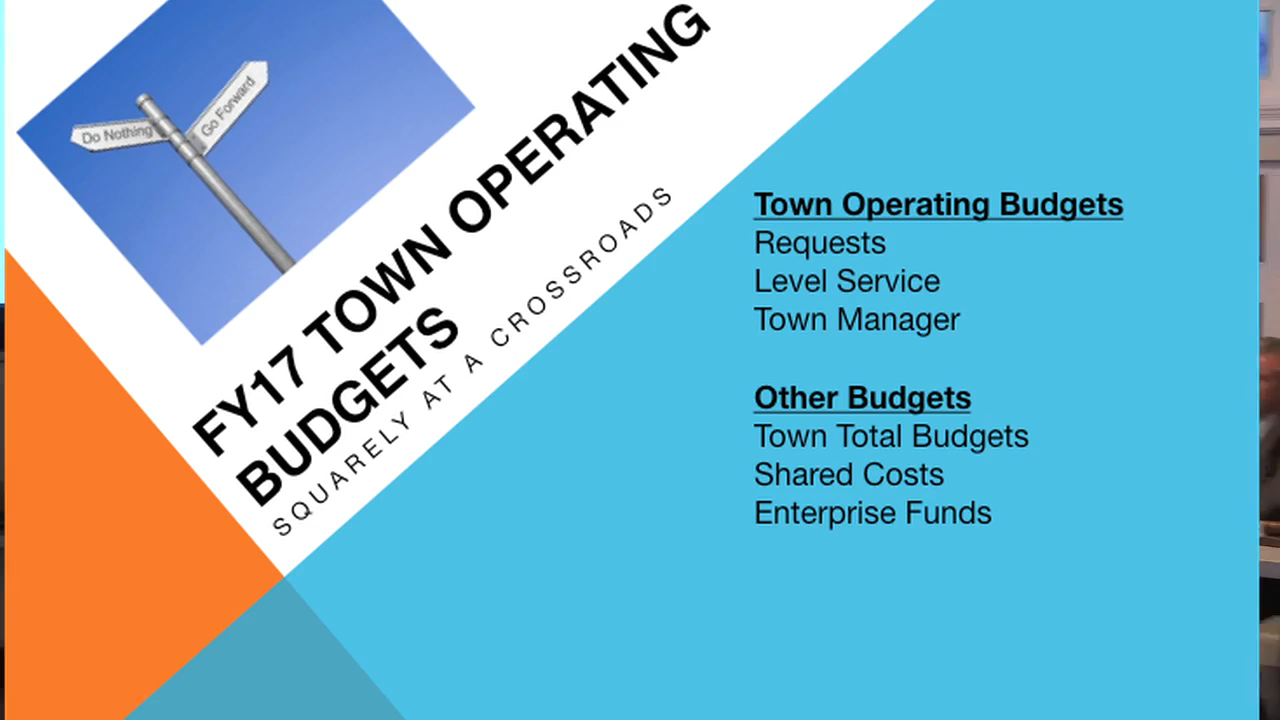 Do Nothing
Go Forward
FY17 TOWN OPERATING
BUDGETS
SQUARELY AT A CROSSROADS
Town Operating Budgets
Requests
Level Service
Town Manager
Other Budgets
Town Total Budgets
Shared Costs
Enterprise Funds